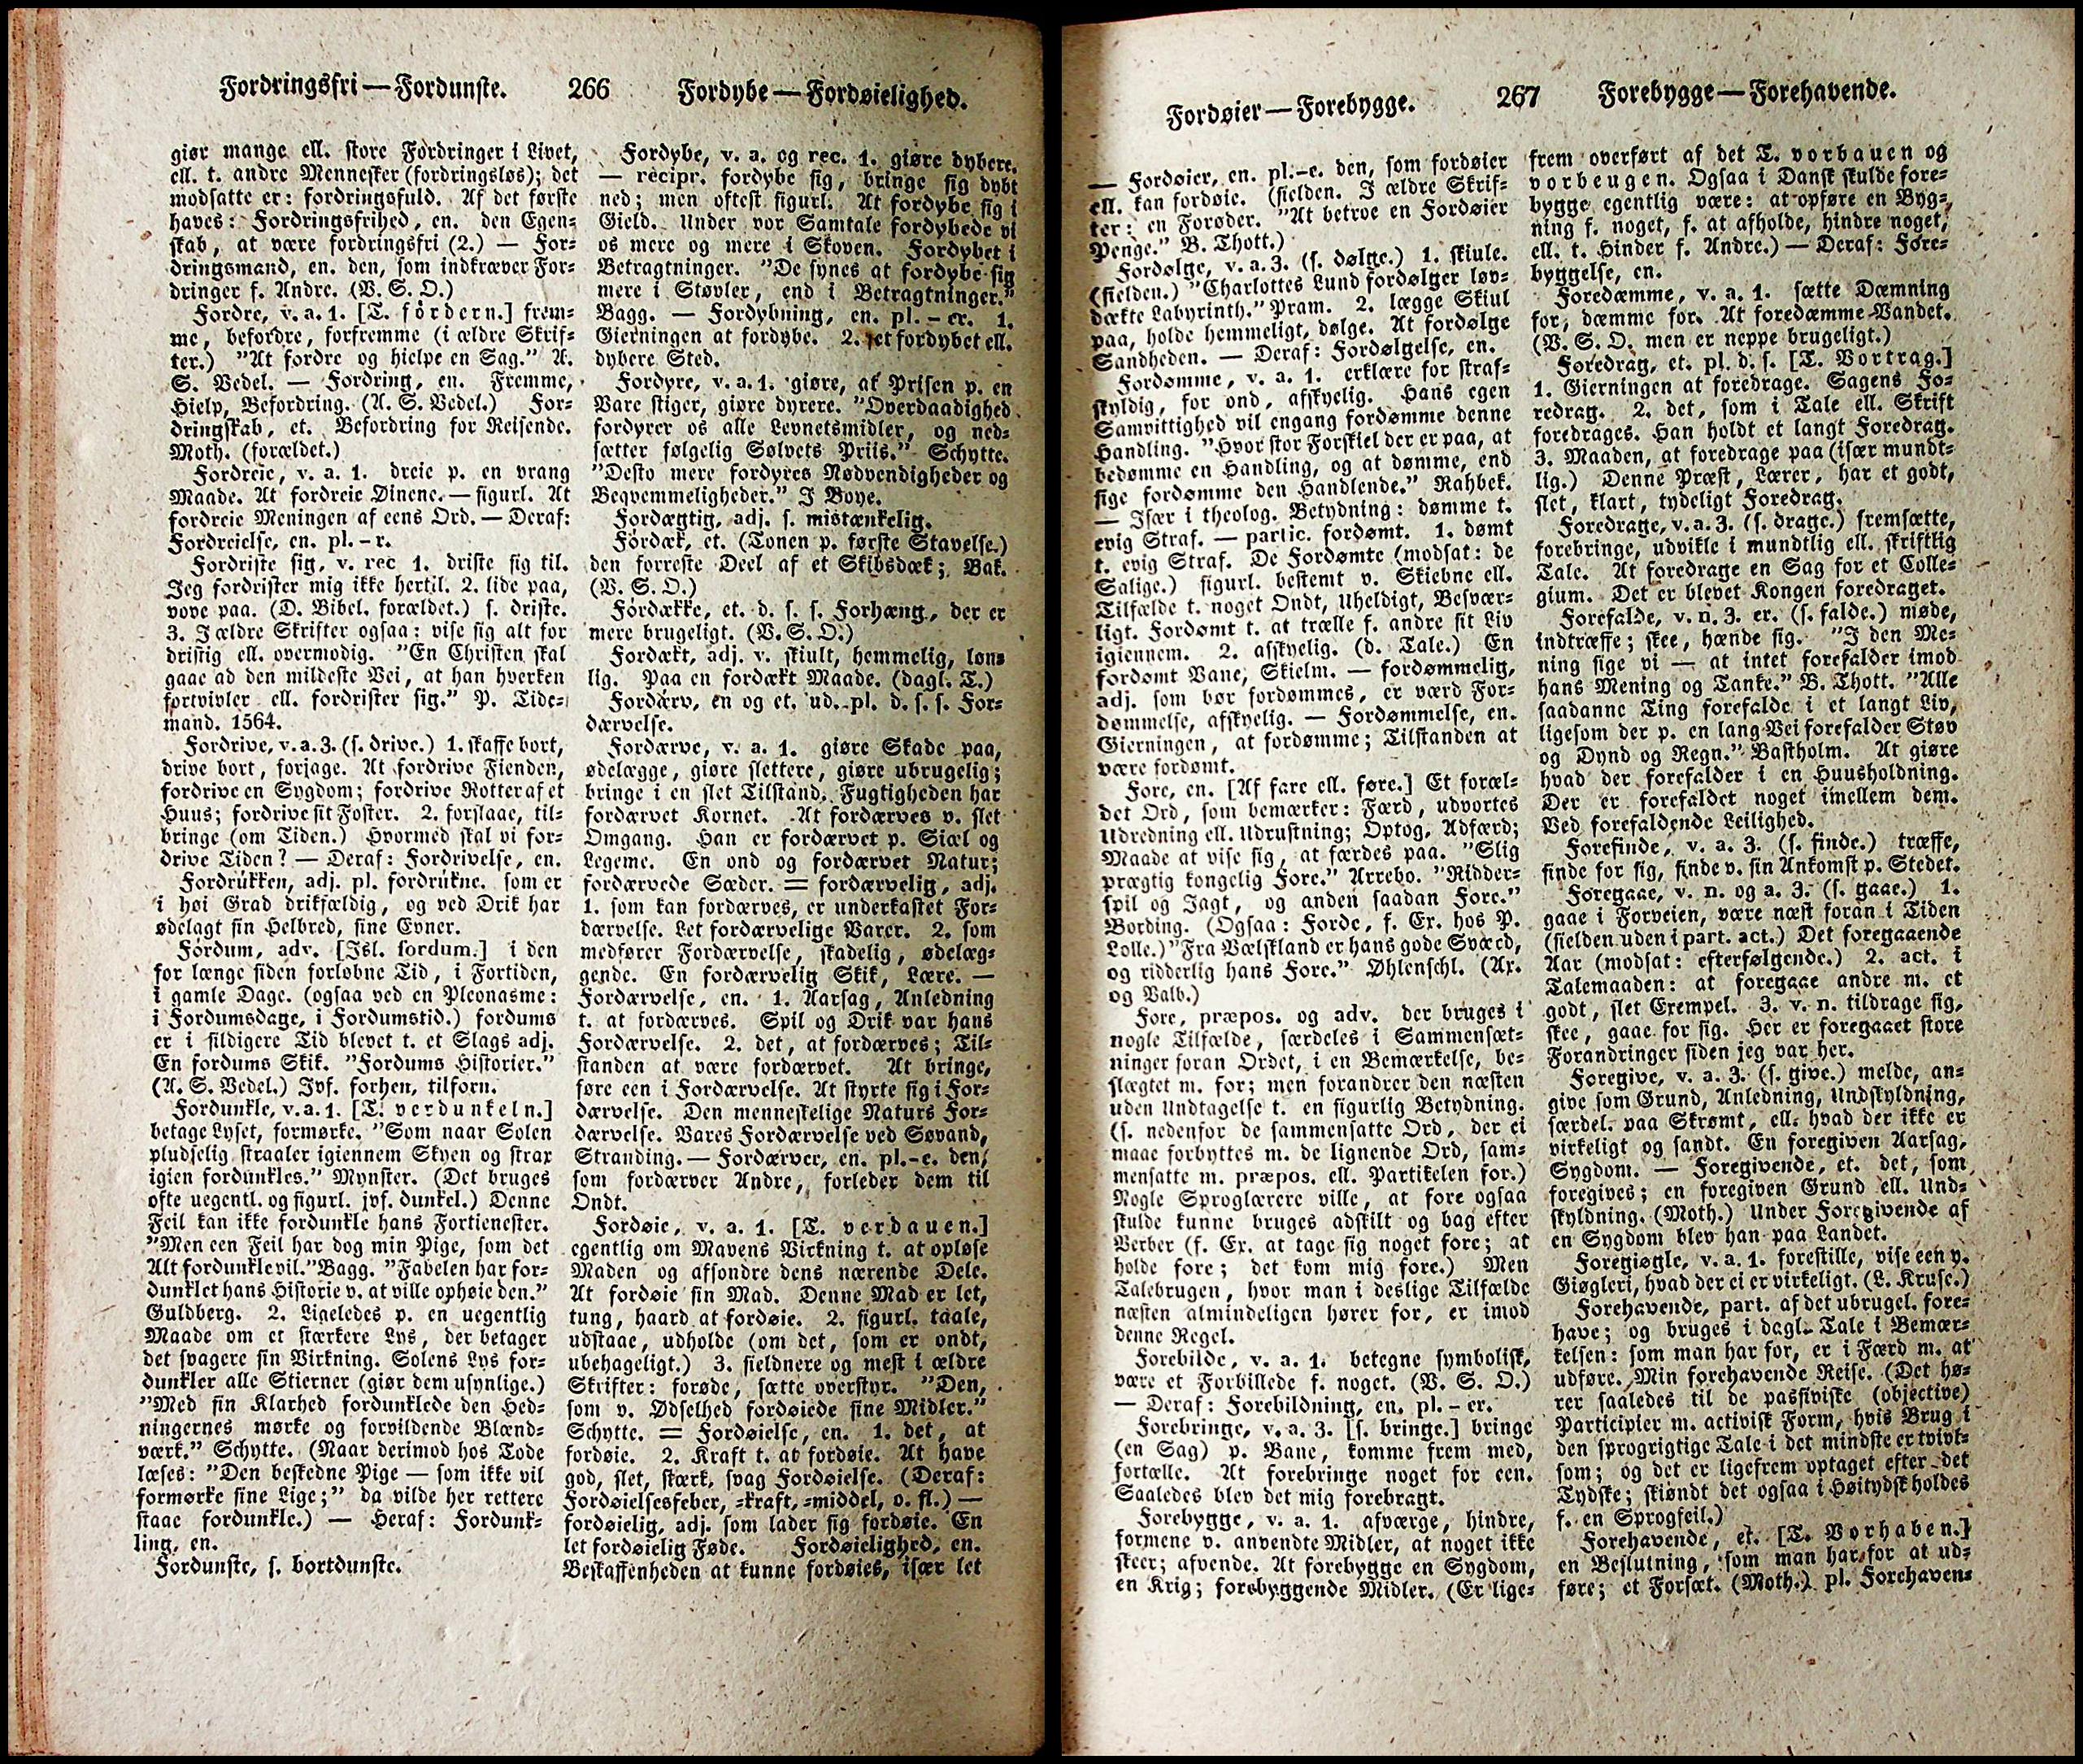 Fordringsfri — Fordunste. 266 Fordybe — Fordøielighed.
giør mange ell. store Fordringer i Livet,
ell. t. andre Mennesker (fordringsløs); det
modsatte er: fordringsfuld. Af det første
haves: Fordringsfrihed, en. den Egen-
skab, at være fordringsfri (2.) — For-
dringsmand, en. den, som indkræver For-
dringer f. Andre. (V. S. O.)
Fordre, v. a. 1. [T. fördern.] frem-
me, befordre, forfremme (i ældre Skrif-
ter.) "At fordre og hielpe en Sag." A.
S. Vedel. — Fordring, en. Fremme,
Hielp, Befordring. (A. S. Vedel.) For-
dringskab, et. Befordring for Reisende.
Moth. (forældet.)
Fordreie, v. a. 1. dreie p. en vrang
Maade. At fordreie Øinene. — figurl. At
fordreie Meningen af eens Ord. — Deraf:
Fordreielse, en. pl. - r.
Fordriste sig, v. rec 1. driste sig til.
Jeg fordrister mig ikke hertil. 2. lide paa,
vove paa. (D. Bibel. forældet.) s. driste.
3. I ældre Skrifter ogsaa: vise sig alt for
dristig ell. overmodig. "En Christen skal
gaae ad den mildeste Vei, at han hverken
fortvivler ell. fordrister sig." P. Tide-
mand. 1564.
Fordrive, v. a. 3. (s. drive.) 1. skaffe bort,
drive bort, forjage. At fordrive Fienden,
fordrive en Sygdom; fordrive Rotter af et
Huus; fordrive sit Foster. 2. forslaae, til-
bringe (om Tiden.) Hvormed skal vi for-
drive Tiden? — Deraf: Fordrivelse, en.
Fordrúkken, adj. pl. fordrúkne. som er
i høi Grad drikfældig, og ved Drik har
ødelagt sin Helbred, sine Evner.
Fórdum, adv. [Isl. fordum.] i den
for længe siden forløbne Tid, i Fortiden,
i gamle Dage. (ogsaa ved en Pleonasme:
i Fordumsdage, i Fordumstid.) fordums
er i sildigere Tid blevet t. et Slags adj.
En fordums Skik. "Fordums Historier."
(A. S. Vedel.) Jvf. forhen, tilforn.
Fordunkle, v. a. 1. [T. verdunkeln.]
betage Lyset, formørke. "Som naar Solen
pludselig straaler igiennem Skyen og strax
igien fordunkles." Mynster. (Det bruges
ofte uegentl. og figurl. jvf. dunkel.) Denne
Feil kan ikke fordunkle hans Fortienester.
"Men een Feil har dog min Pige, som det
Alt fordunkle vil." Bagg. "Fabelen har for-
dunklet hans Historie v. at ville ophøie den."
Guldberg. 2. Ligeledes p. en uegentlig
Maade om et stærkere Lys, der betager
det svagere sin Virkning. Solens Lys for-
dunkler alle Stierner (giør dem usynlige.)
"Med sin Klarhed fordunklede den Hed-
ningernes mørke og forvildende Blænd-
værk." Schytte. (Naar derimod hos Tode
læses: "Den beskedne Pige — som ikke vil
formørke sine Lige;" da vilde her rettere
staae fordunkle.) — Heraf: Fordunk-
ling, en.
Fordunste, s. bortdunste.
Fordybe, v. a. og rec. 1. giøre dybere.
— recipr. fordybe sig, bringe sig dybt
ned; men oftest figurl. At fordybe sig i
Gield. Under vor Samtale fordybede vi
os mere og mere i Skoven. Fordybet i
Betragtninger. "De synes at fordybe sig
mere i Støvler, end i Betragtninger."
Bagg. — Fordybning, en. pl. - er. 1.
Gierningen at fordybe. 2. et fordybet ell.
dybere Sted.
Fordyre, v. a. 1. giøre, at Prisen p. en
Vare stiger, giøre dyrere. "Overdaadighed
fordyrer os alle Levnetsmidler, og ned-
sætter følgelig Sølvets Priis." Schytte.
"Desto mere fordyres Nødvendigheder og
Beqvemmeligheder." J Boye.
Fordægtig, adj. s. mistænkelig.
Fórdæk, et. (Tonen p. første Stavelse.)
den forreste Deel af et Skibsdæk; Bak.
(V. S. O.)
Fórdække, et. d. s. s. Forhæng, der er
mere brugeligt. (V. S. O.)
Fordækt, adj. v. skiult, hemmelig, løn-
lig. Paa en fordækt Maade. (dagl. T.)
Fordærv, en og et. ud. pl. d. s. s. For-
dærvelse.
Fordærve, v. a. 1. giøre Skade paa,
ødelægge, giøre slettere, giøre ubrugelig;
bringe i en slet Tilstand. Fugtigheden har
fordærvet Kornet. At fordærves v. slet
Omgang. Han er fordærvet p. Siæl og
Legeme. En ond og fordærvet Natur;
fordærvede Sæder. = fordærvelig, adj.
1. som kan fordærves, er underkastet For-
dærvelse. Let fordærvelige Varer. 2. som
medfører Fordærvelse, skadelig, ødelæg-
gende. En fordærvelig Skik, Lære. —
Fordærvelse, en. 1. Aarsag, Anledning
t. at fordærves. Spil og Drik var hans
Fordærvelse. 2. det, at fordærves; Til-
standen at være fordærvet. At bringe,
føre een i Fordærvelse. At styrte sig i For-
dærvelse. Den menneskelige Naturs For-
dærvelse. Vares Fordærvelse ved Søvand,
Stranding. — Fordærver, en. pl. - e. den,
som fordærver Andre, forleder dem til
Ondt.
Fordøie, v. a. 1. [T. verdauen.]
egentlig om Mavens Virkning t. at opløse
Maden og afsondre dens nærende Dele.
At fordøie sin Mad. Denne Mad er let,
tung, haard at fordøie. 2. figurl. taale,
udstaae, udholde (om det, som er ondt,
ubehageligt.) 3. sieldnere og mest i ældre
Skrifter: forøde, sætte overstyr. "Den,
som v. Ødselhed fordøiede sine Midler."
Schytte. = Fordøielse, en. 1. det, at
fordøie. 2. Kraft t. at fordøie. At have
god, slet, stærk, svag Fordøielse. (Deraf:
Fordøielsesfeber, -kraft, -middel, o. fl.) —
fordøielig, adj. som lader sig fordøie. En
let fordøielig Føde. Fordøielighed, en.
Beskaffenheden at kunne fordøies, især let
Fordøier — Forebygge. 267 Forebygge — Forehavende.
— Fordøier, en. pl. - e. den, som fordøier
ell. kan fordøie. (sielden. I ældre Skrif-
ter: en Forøder. "At betroe en Fordøier
Penge." B. Thott.)
Fordølge, v. a. 3. (s. dølge.) 1. skiule.
(sielden.) "Charlottes Lund fordølger løv-
dækte Labyrinth." Pram. 2. lægge Skiul
paa, holde hemmeligt, dølge. At fordølge
Sandheden. — Deraf: Fordølgelse, en.
Fordømme, v. a. 1. erklære for straf-
skyldig, for ond, afskyelig. Hans egen
Samvittighed vil engang fordømme denne
Handling. "Hvor stor Forskiel der er paa, at
bedømme en Handling, og at dømme, end
sige fordømme den Handlende." Rahbek.
— Især i theolog. Betydning: dømme t.
evig Straf. — partic. fordømt. 1. dømt
t. evig Straf. De Fordømte (modsat: de
Salige.) figurl. bestemt v. Skiebne ell.
Tilfælde t. noget Ondt, Uheldigt, Besvær-
ligt. Fordømt t. at trælle f. andre sit Liv
igiennem. 2. afskyelig. (d. Tale.) En
fordømt Vane, Skielm. — fordømmelig,
adj. som bør fordømmes, er værd For-
dømmelse, afskyelig. — Fordømmelse, en.
Gierningen, at fordømme; Tilstanden at
være fordømt.
Fore, en. [Af fare ell. føre.] Et foræl-
det Ord, som bemærker: Færd, udvortes
Udredning ell. Udrustning; Optog, Adfærd;
Maade at vise sig, at færdes paa. "Slig
prægtig kongelig Fore." Arrebo. "Ridder-
spil og Jagt, og anden saadan Fore."
Bording. (Ogsaa: Forde, f. Ex. hos P.
Lolle.) "Fra Vælskland er hans gode Sværd,
og ridderlig hans Fore." Øhlenschl. (Ax.
og Valb.)
Fore, præpos. og adv. der bruges i
nogle Tilfælde, særdeles i Sammensæt-
ninger foran Ordet, i en Bemærkelse, be-
slægtet m. for; men forandrer den næsten
uden Undtagelse t. en figurlig Betydning.
(s. nedenfor de sammensatte Ord, der ei
maae forbyttes m. de lignende Ord, sam-
mensatte m. præpos. ell. Partikelen for.)
Nogle Sproglærere ville, at fore ogsaa
skulde kunne bruges adskilt og bag efter
Verber (f. Ex. at tage sig noget fore; at
holde fore; det kom mig fore.) Men
Talebrugen, hvor man i deslige Tilfælde
næsten almindeligen hører for, er imod
denne Regel.
Forebilde, v. a. 1. betegne symbolisk,
være et Forbillede f. noget. (V. S. O.)
— Deraf: Forebildning, en. pl. - er.
Forebringe, v. a. 3. [s. bringe.] bringe
(en Sag) p. Bane, komme frem med,
fortælle. At forebringe noget for een.
Saaledes blev det mig forebragt.
Forebygge, v. a. 1. afværge, hindre,
formene v. anvendte Midler, at noget ikke
skeer; afvende. At forebygge en Sygdom,
en Krig; forebyggende Midler. (Er lige-
frem overført af det T. vorbauen og
vorbeugen. Ogsaa i Dansk skulde fore-
bygge egentlig være: at opføre en Byg-
ning f. noget, f. at afholde, hindre noget,
ell. t. Hinder f. Andre.) — Deraf: Fore-
byggelse, en.
Foredæmme, v. a. 1. sætte Dæmning
for, dæmme for. At foredæmme Vandet.
(V. S. O. men er neppe brugeligt.)
Foredrag, et. pl. d. s. [T. Vortrag.]
1. Gierningen at foredrage. Sagens Fo-
redrag. 2. det, som i Tale ell. Skrift
foredrages. Han holdt et langt Foredrag.
3. Maaden, at foredrage paa (især mundt-
lig.) Denne Præst, Lærer, har et godt,
slet, klart, tydeligt Foredrag.
Foredrage, v. a. 3. (s. drage.) fremsætte,
forebringe, udvikle i mundtlig ell. skriftlig
Tale. At foredrage en Sag for et Colle-
gium. Det er blevet Kongen foredraget.
Forefalde, v. n. 3. er. (s. falde.) møde,
indtræffe; skee, hænde sig. "I den Me-
ning sige vi — at intet forefalder imod
hans Mening og Tanke." B. Thott. "Alle
saadanne Ting forefalde i et langt Liv,
ligesom der p. en lang Vei forefalder Støv
og Dynd og Regn." Bastholm. At giøre
hvad der forefalder i en Huusholdning.
Der er forefaldet noget imellem dem.
Ved forefaldende Leilighed.
Forefinde, v. a. 3. (s. finde.) træffe,
finde for sig, finde v. sin Ankomst p. Stedet.
Foregaae, v. n. og a. 3. (s. gaae.) 1.
gaae i Forveien, være næst foran i Tiden
(sielden uden i part. act.) Det foregaaende
Aar (modsat: efterfølgende.) 2. act. i
Talemaaden: at foregaae andre m. et
godt, slet Exempel. 3. v. n. tildrage sig,
skee, gaae for sig. Her er foregaaet store
Forandringer siden jeg var her.
Foregive, v. a. 3. (s. give.) melde, an-
give som Grund, Anledning, Undskyldning,
særdel. paa Skrømt, ell. hvad der ikke er
virkeligt og sandt. En foregiven Aarsag,
Sygdom. — Foregivende, et. det, som
foregives; en foregiven Grund ell. Und-
skyldning. (Moth.) Under Foregivende af
en Sygdom blev han paa Landet.
Foregiøgle, v. a. 1. forestille, vise een v.
Giøgleri, hvad der ei er virkeligt. (L. Kruse.)
Forehavende, part. af det ubrugel. fore-
have; og bruges i dagl. Tale i Bemær-
kelsen: som man har for, er i Færd m. at
udføre. Min forehavende Reise. (Det hø-
rer saaledes til de passiviske (objective)
Participier m. activisk Form, hvis Brug i
den sprogrigtige Tale i det mindste er tvivl-
som; og det er ligefrem optaget efter det
Tydske; skiøndt det ogsaa i Høitydsk holdes
f. en Sprogfeil.)
Forehavende, et. [T. Vorhaben.]
en Beslutning, som man har for at ud-
føre; et Forsæt. (Moth.) pl. Forehaven-